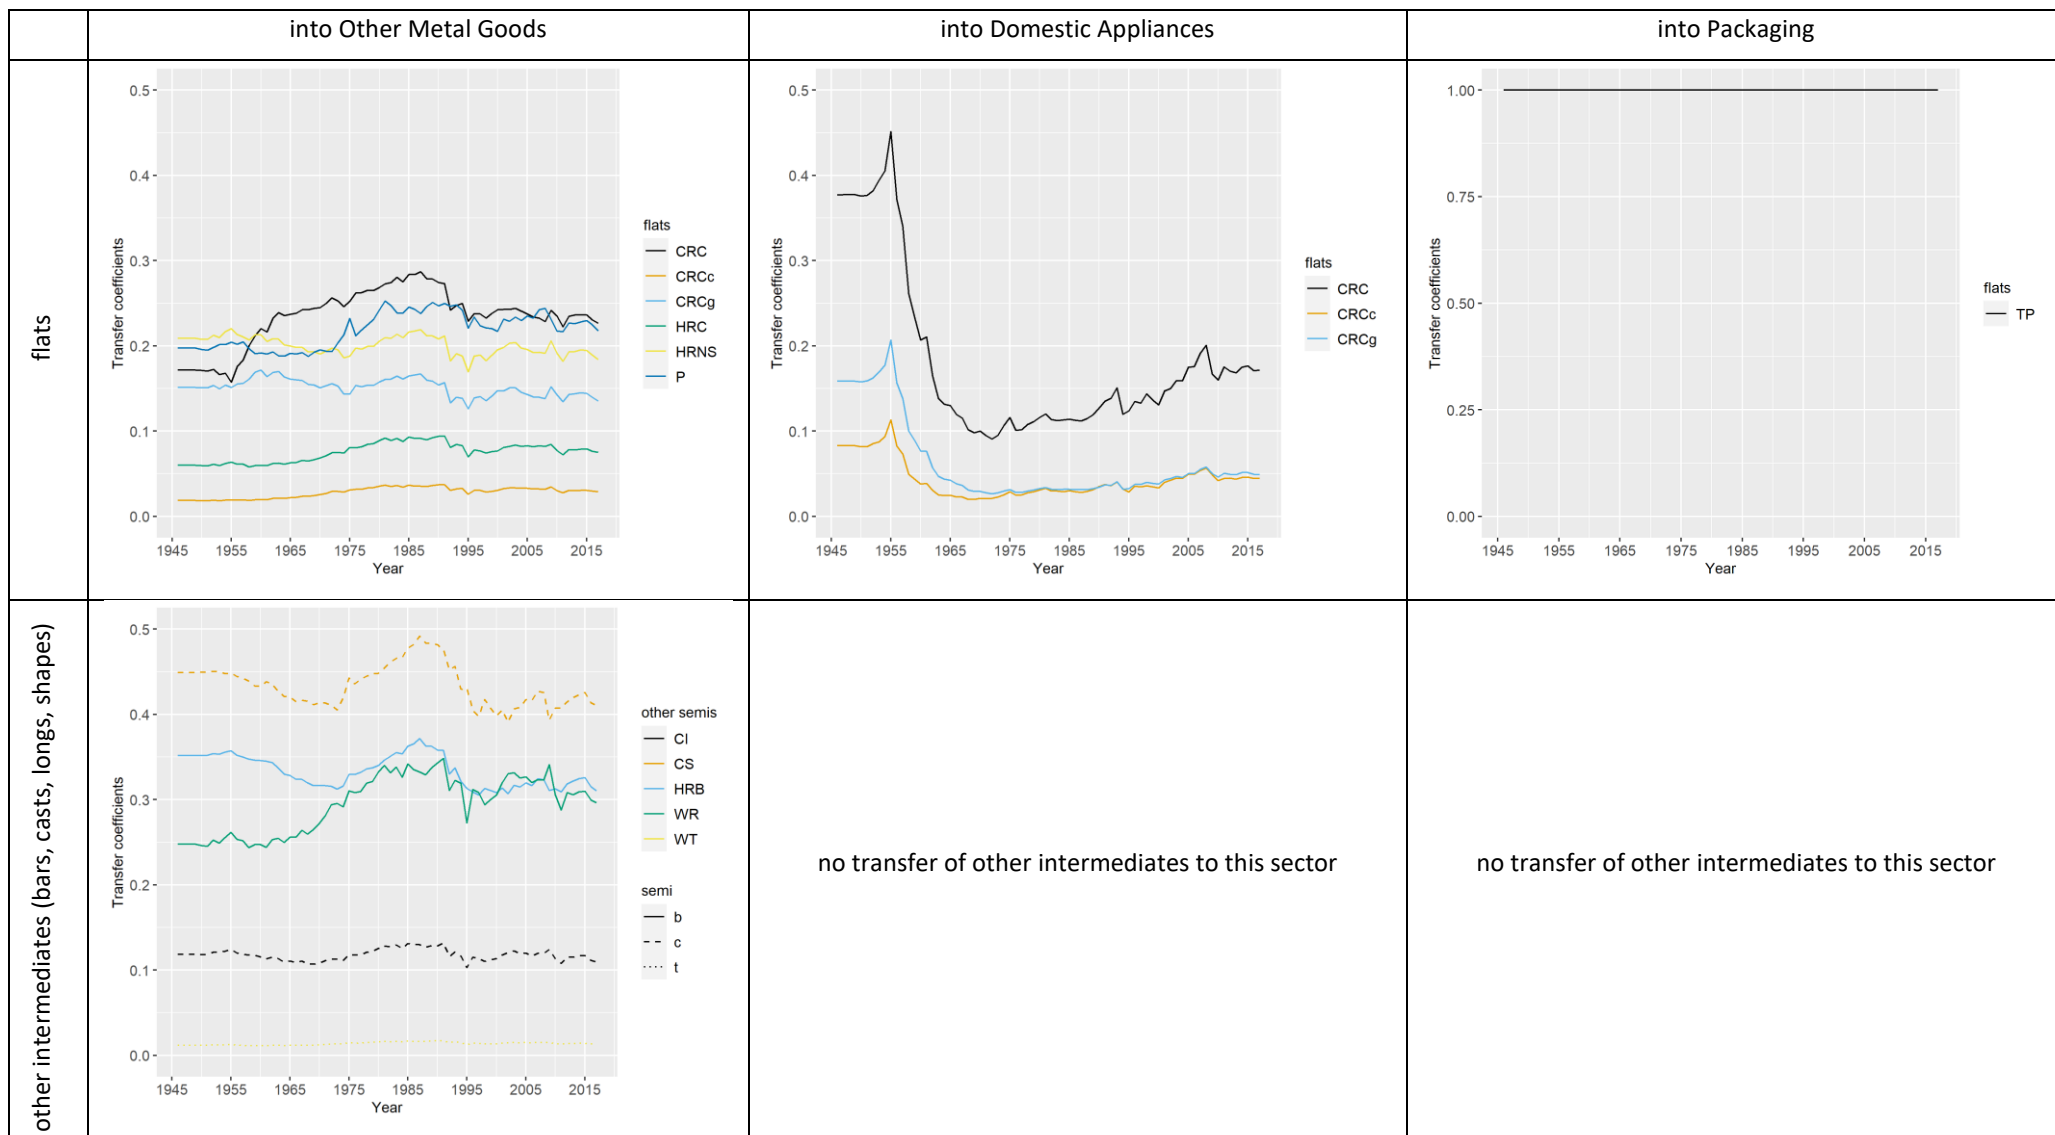 into Other Metal Goods
into Domestic Appliances
into Packaging
flats
0.5
0.4
0.3
0.2
0.1
0.0
Transfer coefficients
1945 1955 1965 1975 1985 1995 2005 2015
Year
flats
CRC
CRCc
CRCg
HRC
HRNS
P
0.5
0.4
0.3
0.2
0.1
0.0
Transfer coefficients
1945 1955 1965 1975 1985 1995 2005 2015
Year
flats
CRC
CRCc
CRCg
1.00
0.75
0.50
0.25
0.00
Transfer coefficients
1945 1955 1965 1975 1985 1995 2005 2015
Year
flats
TP
other intermediates (bars, casts, longs, shapes)
0.5
0.4
0.3
0.2
0.1
0.0
Transfer coefficients
1945 1955 1965 1975 1985 1995 2005 2015
Year
other semis
CI
CS
HRB
WR
WT
semi
b
c
t
no transfer of other intermediates to this sector
no transfer of other intermediates to this sector